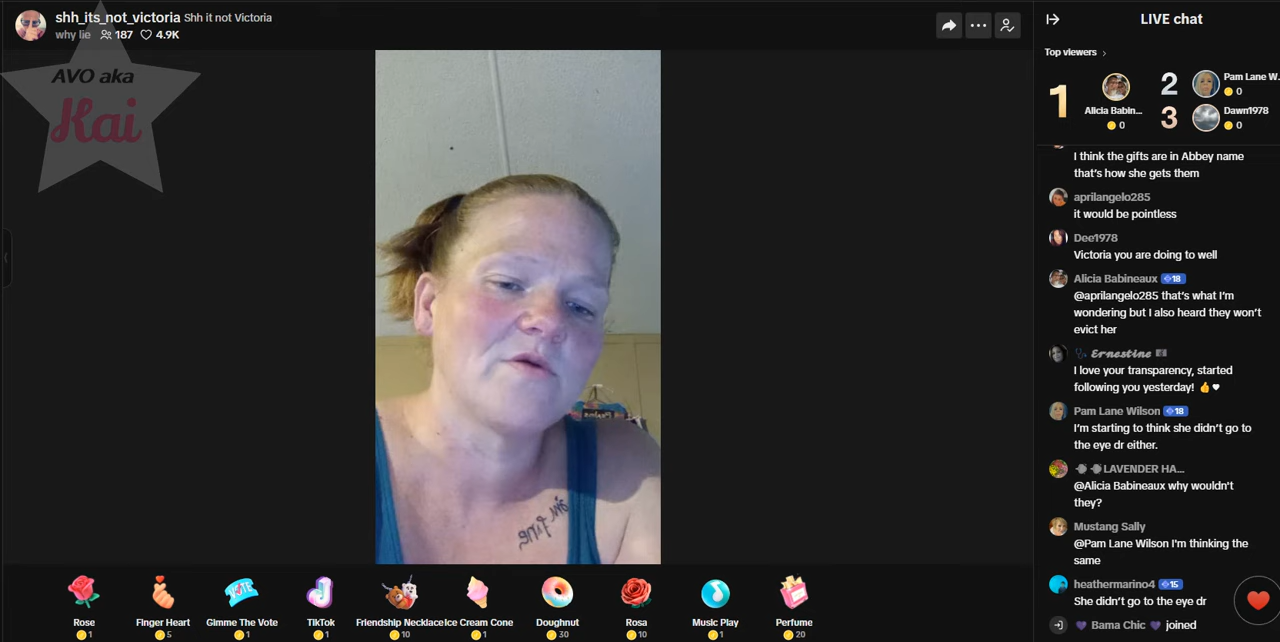 shh_its_not_victoria Shh it not Victoria
why lie 187 4.9K
AVO aka
Kai
LIVE chat
Top viewers >
1
Alicia Babin...
0
2
Pam Lane W...
0
3
Dawn1978
0
I think the gifts are in Abbey name
that's how she gets them
aprilangelo285
it would be pointless
Dee1978
Victoria you are doing to well
Alicia Babineaux 18
@aprilangelo285 that's what I'm
wondering but I also heard they won't
evict her
𝓔𝓻𝓷𝓮𝓼𝓽𝓲𝓷𝓮
I love your transparency, started
following you yesterday! 👍♥
Pam Lane Wilson 18
I'm starting to think she didn't go to
the eye dr either.
LAVENDER HA...
@Alicia Babineaux why wouldn't
they?
Mustang Sally
@Pam Lane Wilson I'm thinking the
same
heathermarino4 15
She didn't go to the eye dr
💜 Bama Chic 💜 joined
VOTE
Rose Finger Heart Gimme The Vote TikTok Friendship Necklace Ice Cream Cone Doughnut Rosa Music Play Perfume
1 5 1 1 10 1 30 10 1 20